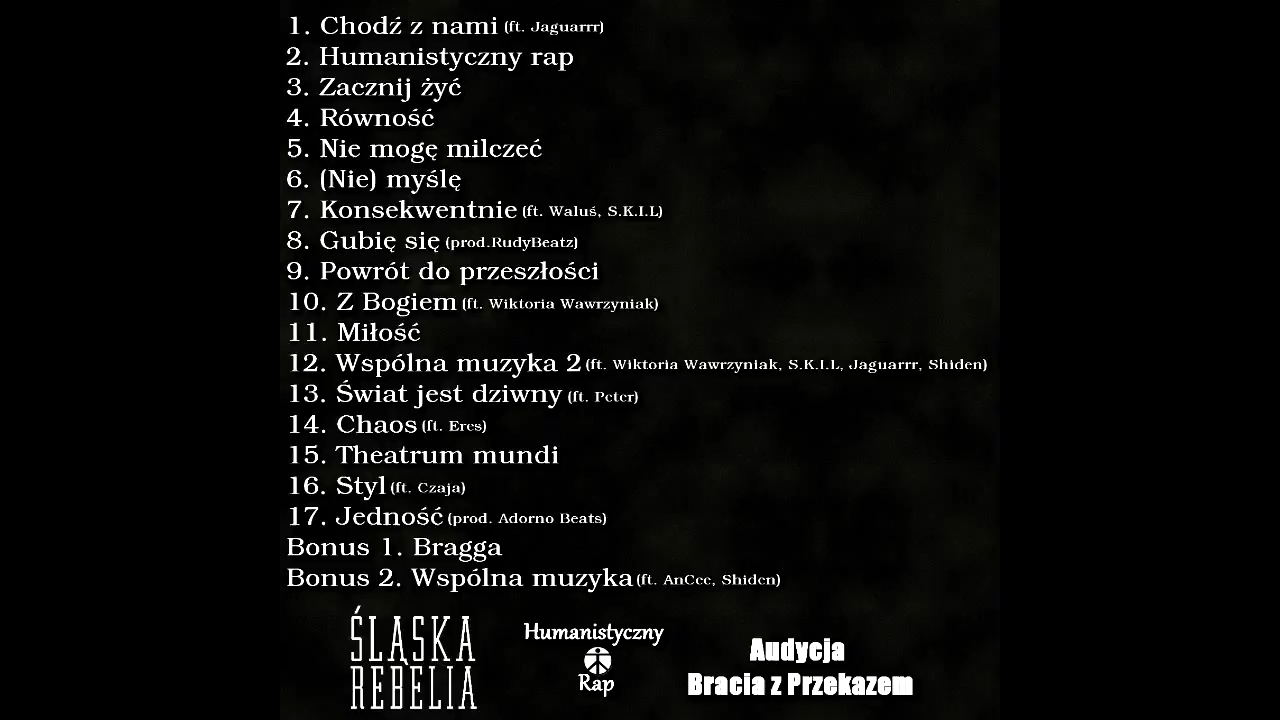 1. Chodź z nami (ft. Jaguarrr)
2. Humanistyczny rap
3. Zacznij żyć
4. Równość
5. Nie mogę milczeć
6. (Nie) myślę
7. Konsekwentnie (ft. Waluś, S.K.I.L)
8. Gubię się (prod.RudyBeatz)
9. Powrót do przeszłości
10. Z Bogiem (ft. Wiktoria Wawrzyniak)
11. Miłość
12. Wspólna muzyka 2 (ft. Wiktoria Wawrzyniak, S.K.I.L, Jaguarrr, Shiden)
13. Świat jest dziwny (ft. Peter)
14. Chaos (ft. Eres)
15. Theatrum mundi
16. Styl (ft. Czaja)
17. Jedność (prod. Adorno Beats)
Bonus 1. Bragga
Bonus 2. Wspólna muzyka (ft. AnCee, Shiden)
ŚLĄSKA
REBELIA
Humanistyczny
Rap
Audycja
Bracia z Przekazem